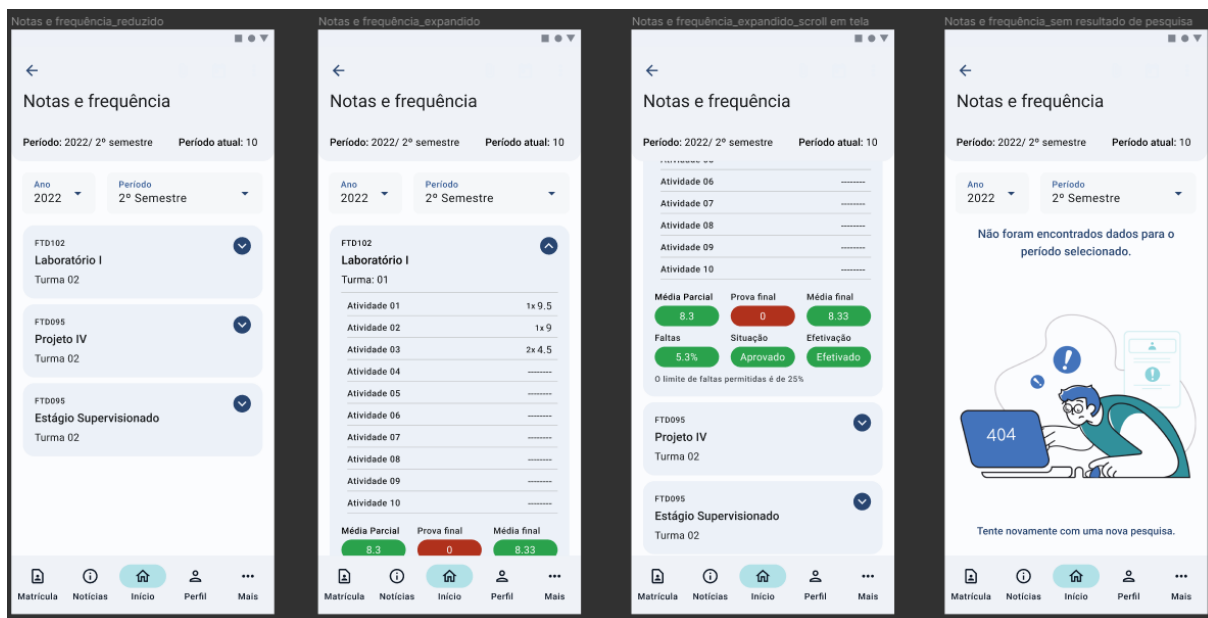 Notas e frequência_reduzido
Notas e frequência
Período: 2022/ 2º semestre Período atual: 10
Ano
2022
Período
2º Semestre
FTD102
Laboratório I
Turma 02
FTD095
Projeto IV
Turma 02
FTD095
Estágio Supervisionado
Turma 02
Matrícula Notícias Início Perfil Mais
Notas e frequência_expandido
Notas e frequência
Período: 2022/ 2º semestre Período atual: 10
Ano
2022
Período
2º Semestre
FTD102
Laboratório I
Turma: 01
Atividade 01 1x 9.5
Atividade 02 1x 9
Atividade 03 2x 4.5
Atividade 04 --------
Atividade 05 --------
Atividade 06 --------
Atividade 07 --------
Atividade 08 --------
Atividade 09 --------
Atividade 10 --------
Média Parcial Prova final Média final
8.3 0 8.33
Matrícula Notícias Início Perfil Mais
Notas e frequência_expandido_scroll em tela
Notas e frequência
Período: 2022/ 2º semestre Período atual: 10
Atividade 06 --------
Atividade 07 --------
Atividade 08 --------
Atividade 09 --------
Atividade 10 --------
Média Parcial Prova final Média final
8.3 0 8.33
Faltas Situação Efetivação
5.3% Aprovado Efetivado
O limite de faltas permitidas é de 25%
FTD095
Projeto IV
Turma 02
FTD095
Estágio Supervisionado
Turma 02
Matrícula Notícias Início Perfil Mais
Notas e frequência_sem resultado de pesquisa
Notas e frequência
Período: 2022/ 2º semestre Período atual: 10
Ano
2022
Período
2º Semestre
Não foram encontrados dados para o
período selecionado.
404
Tente novamente com uma nova pesquisa.
Matrícula Notícias Início Perfil Mais